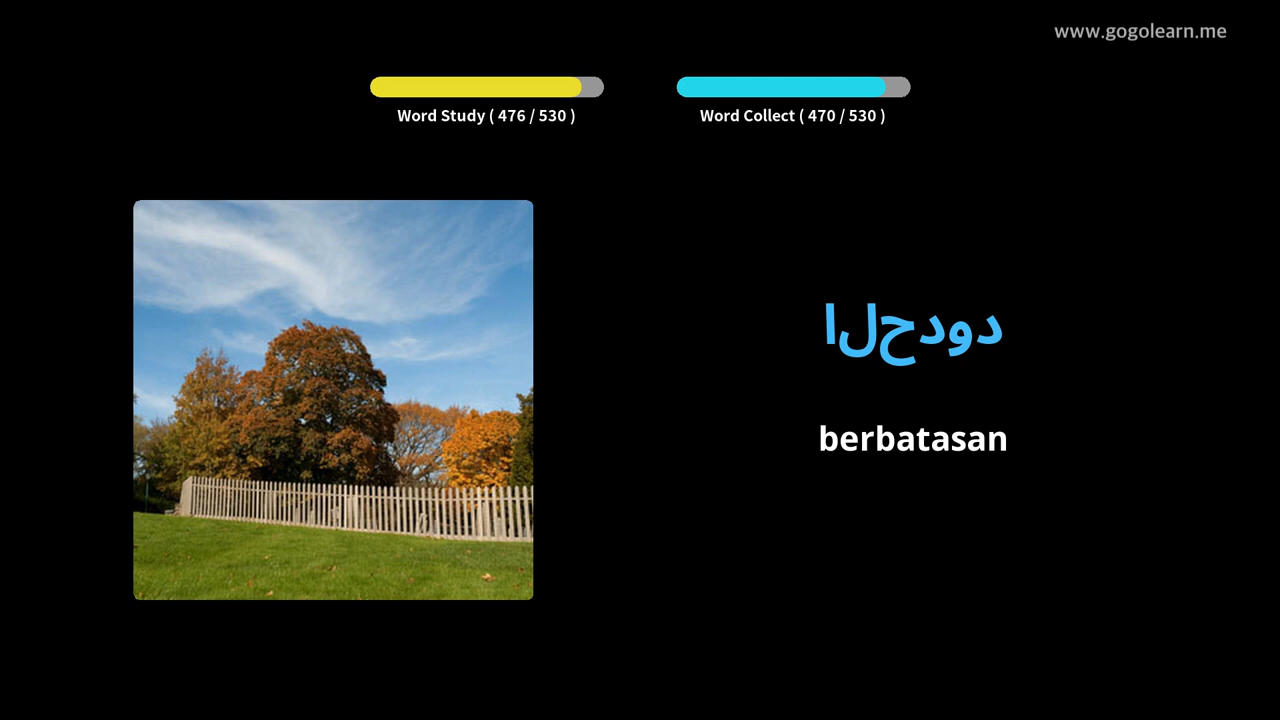 www.gogolearn.me
Word Study ( 476 / 530 )
Word Collect ( 470 / 530 )
الحدود
berbatasan